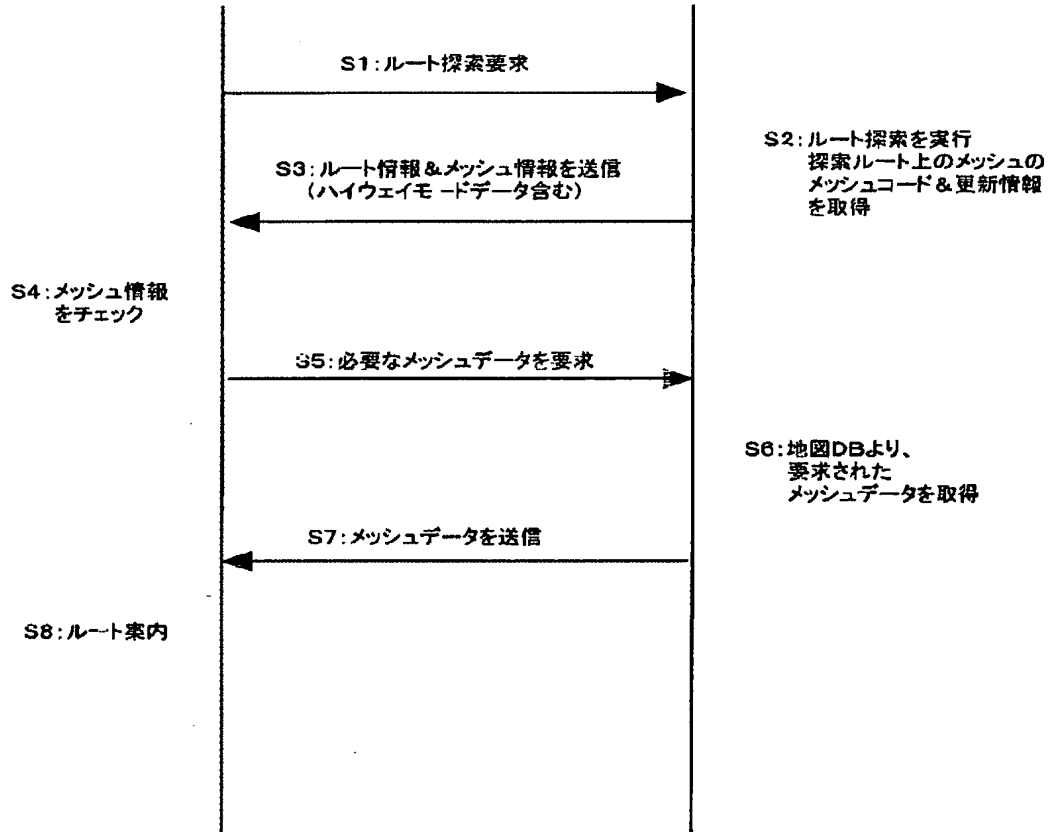 S1:ルート探索要求
S2:ルート探索を実行
探索ルート上のメッシュの
メッシュコード&更新情報
を取得
S3:ルート情報&メッシュ情報を送信
(ハイウェイモードデータ含む)
S4:メッシュ情報
をチェック
S5:必要なメッシュデータを要求
S6:地図DBより、
要求された
メッシュデータを取得
S7:メッシュデータを送信
S8:ルート案内